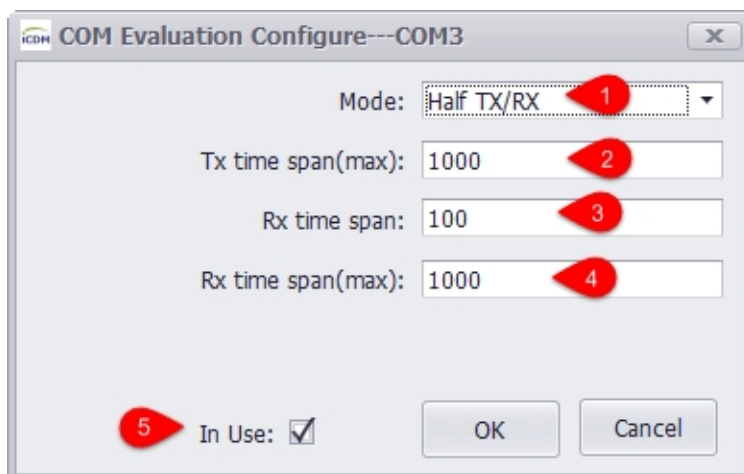 iCDM COM Evaluation Configure---COM3 x
Mode: Half TX/RX 1
Tx time span(max): 1000 2
Rx time span: 100 3
Rx time span(max): 1000 4
5 In Use: OK Cancel